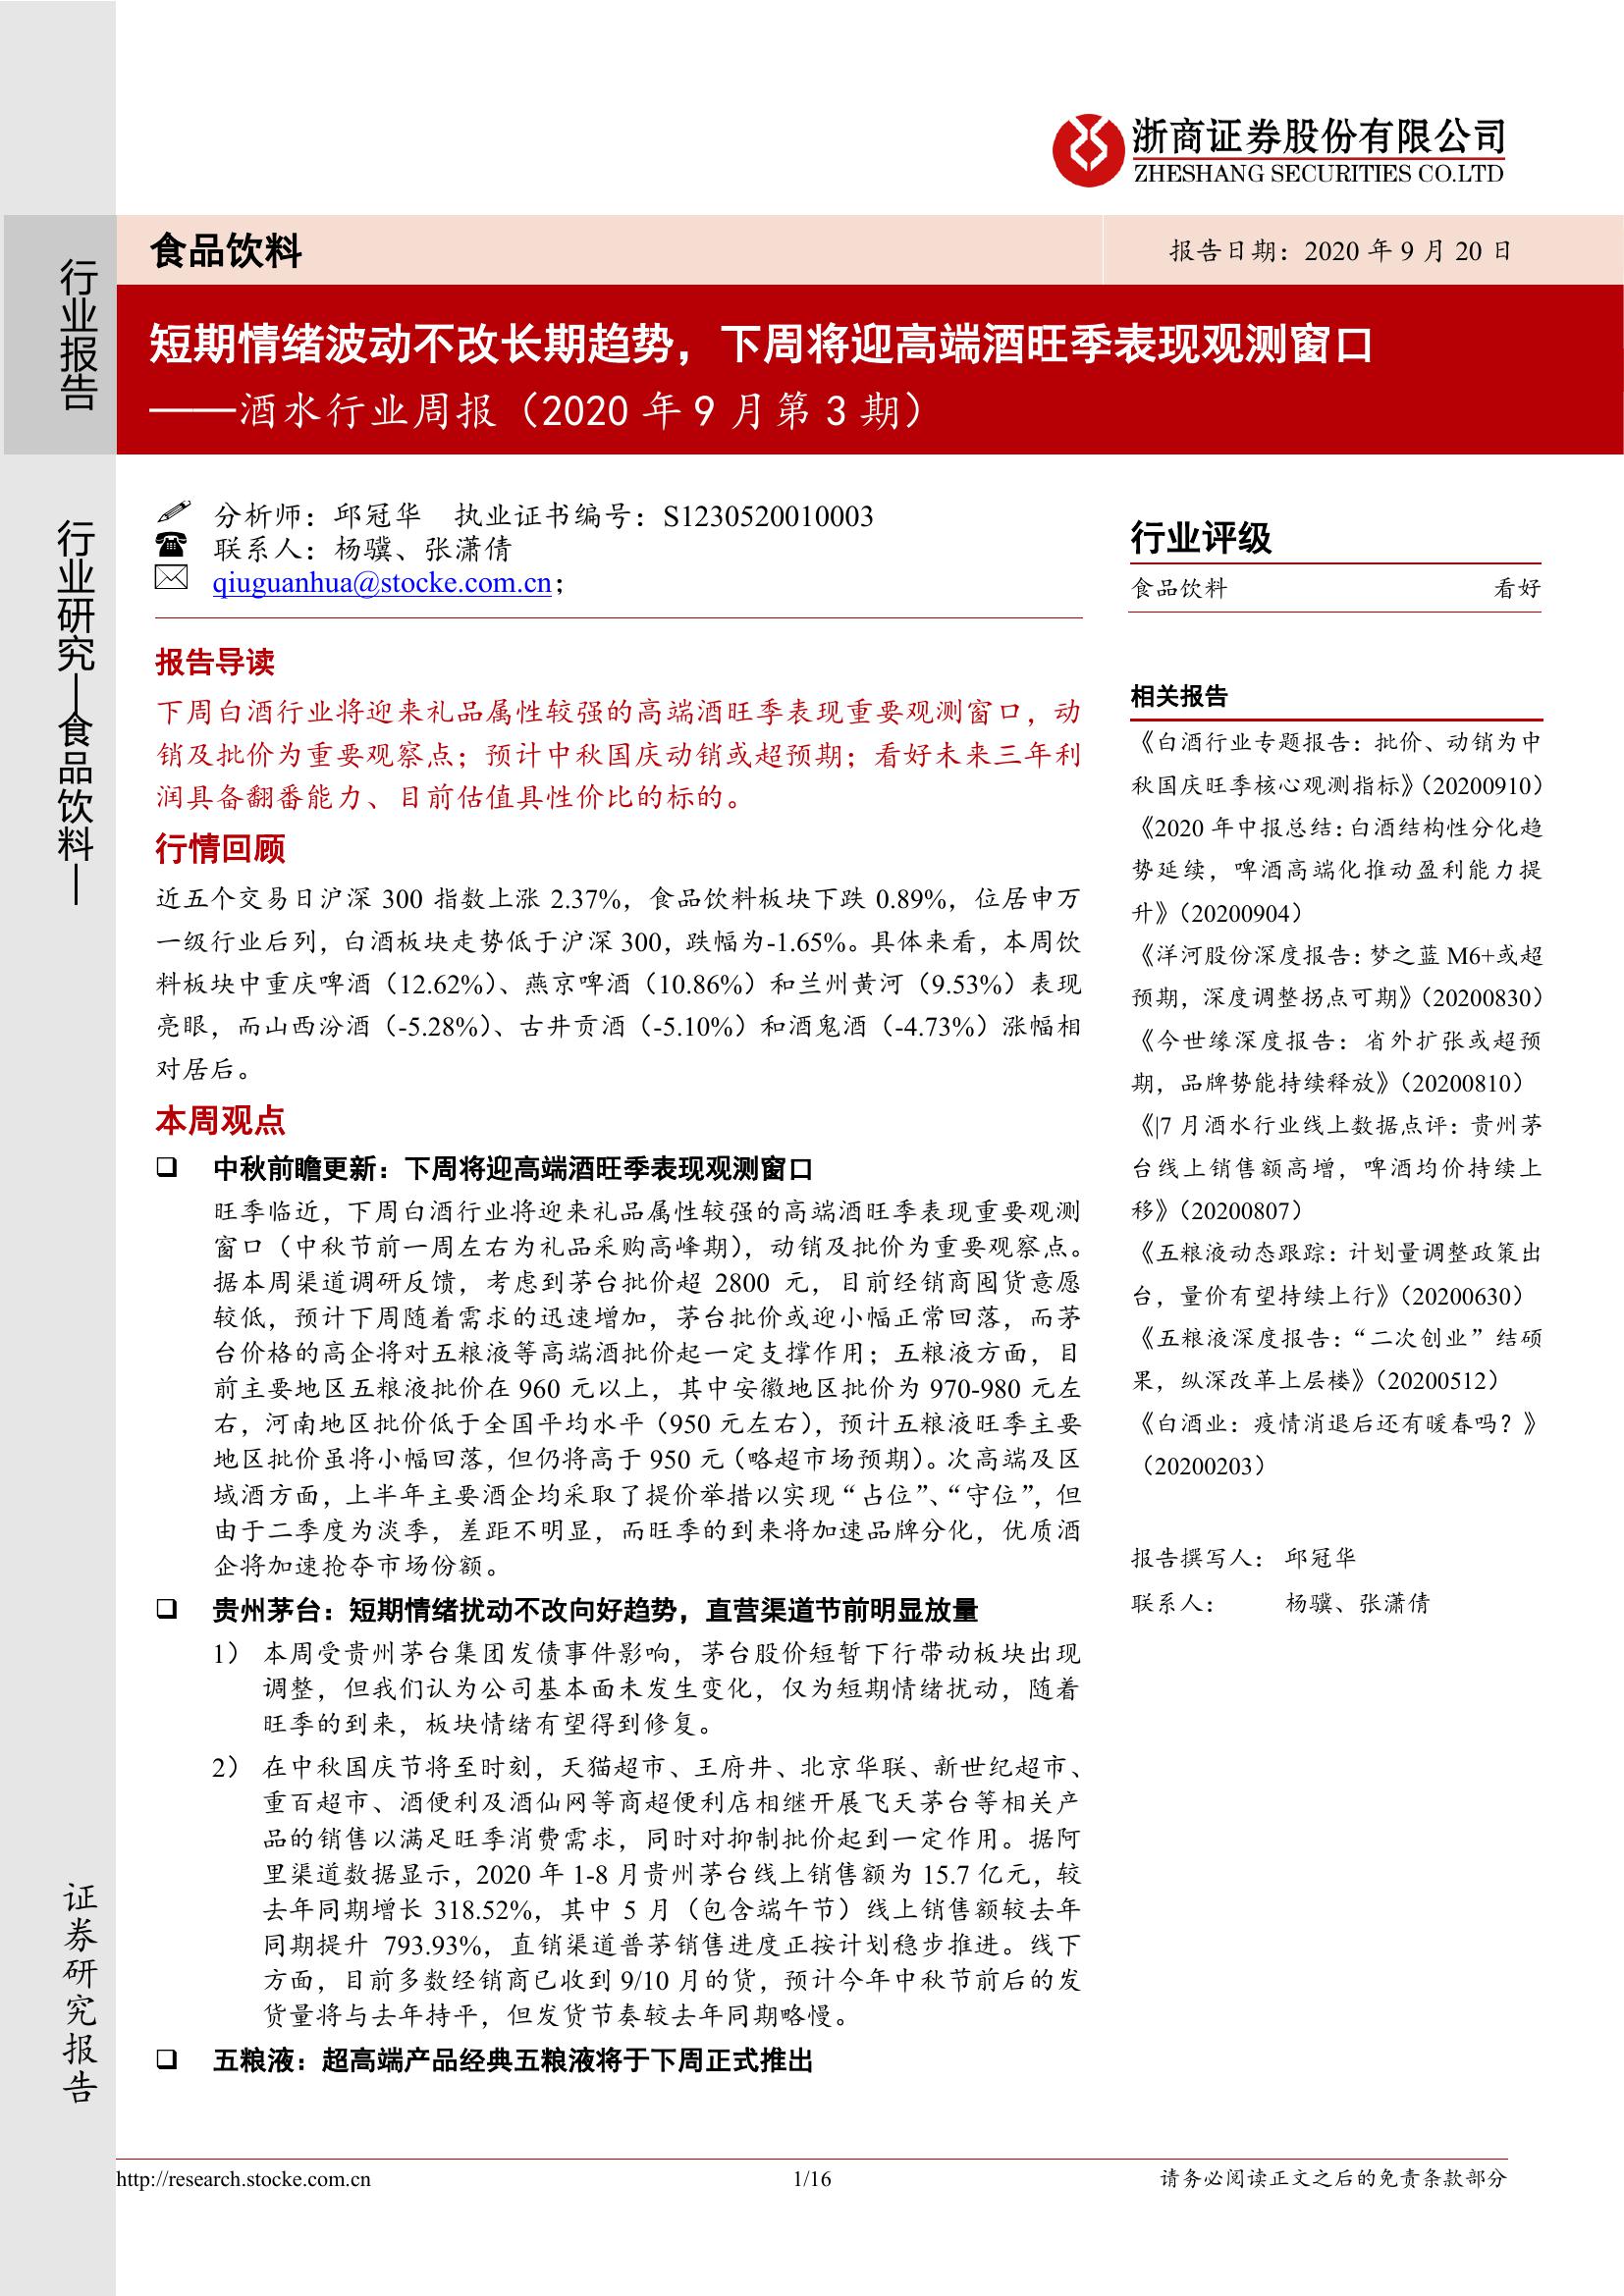 浙商证券股份有限公司
ZHESHANG SECURITIES CO.LTD
行业报告
食品饮料
报告日期：2020 年 9 月 20 日
短期情绪波动不改长期趋势，下周将迎高端酒旺季表现观测窗口
——酒水行业周报（2020 年 9 月第 3 期）
行业研究—食品饮料—
证券研究报告
分析师：邱冠华 执业证书编号：S1230520010003
联系人：杨骥、张潇倩
qiuguanhua@stocke.com.cn；
报告导读
下周白酒行业将迎来礼品属性较强的高端酒旺季表现重要观测窗口，动
销及批价为重要观察点；预计中秋国庆动销或超预期；看好未来三年利
润具备翻番能力、目前估值具性价比的标的。
行情回顾
近五个交易日沪深 300 指数上涨 2.37%，食品饮料板块下跌 0.89%，位居申万
一级行业后列，白酒板块走势低于沪深 300，跌幅为-1.65%。具体来看，本周饮
料板块中重庆啤酒（12.62%）、燕京啤酒（10.86%）和兰州黄河（9.53%）表现
亮眼，而山西汾酒（-5.28%）、古井贡酒（-5.10%）和酒鬼酒（-4.73%）涨幅相
对居后。
本周观点
❑ 中秋前瞻更新：下周将迎高端酒旺季表现观测窗口
旺季临近，下周白酒行业将迎来礼品属性较强的高端酒旺季表现重要观测
窗口（中秋节前一周左右为礼品采购高峰期），动销及批价为重要观察点。
据本周渠道调研反馈，考虑到茅台批价超 2800 元，目前经销商囤货意愿
较低，预计下周随着需求的迅速增加，茅台批价或迎小幅正常回落，而茅
台价格的高企将对五粮液等高端酒批价起一定支撑作用；五粮液方面，目
前主要地区五粮液批价在 960 元以上，其中安徽地区批价为 970-980 元左
右，河南地区批价低于全国平均水平（950 元左右），预计五粮液旺季主要
地区批价虽将小幅回落，但仍将高于 950 元（略超市场预期）。次高端及区
域酒方面，上半年主要酒企均采取了提价举措以实现“占位”、“守位”，但
由于二季度为淡季，差距不明显，而旺季的到来将加速品牌分化，优质酒
企将加速抢夺市场份额。
❑ 贵州茅台：短期情绪扰动不改向好趋势，直营渠道节前明显放量
1） 本周受贵州茅台集团发债事件影响，茅台股价短暂下行带动板块出现
调整，但我们认为公司基本面未发生变化，仅为短期情绪扰动，随着
旺季的到来，板块情绪有望得到修复。
2） 在中秋国庆节将至时刻，天猫超市、王府井、北京华联、新世纪超市、
重百超市、酒便利及酒仙网等商超便利店相继开展飞天茅台等相关产
品的销售以满足旺季消费需求，同时对抑制批价起到一定作用。据阿
里渠道数据显示，2020 年 1-8 月贵州茅台线上销售额为 15.7 亿元，较
去年同期增长 318.52%，其中 5 月（包含端午节）线上销售额较去年
同期提升 793.93%，直销渠道普茅销售进度正按计划稳步推进。线下
方面，目前多数经销商已收到 9/10 月的货，预计今年中秋节前后的发
货量将与去年持平，但发货节奏较去年同期略慢。
❑ 五粮液：超高端产品经典五粮液将于下周正式推出
行业评级
食品饮料 看好
相关报告
《白酒行业专题报告：批价、动销为中
秋国庆旺季核心观测指标》（20200910）
《2020 年中报总结：白酒结构性分化趋
势延续，啤酒高端化推动盈利能力提
升》（20200904）
《洋河股份深度报告：梦之蓝 M6+或超
预期，深度调整拐点可期》（20200830）
《今世缘深度报告：省外扩张或超预
期，品牌势能持续释放》（20200810）
《|7 月酒水行业线上数据点评：贵州茅
台线上销售额高增，啤酒均价持续上
移》（20200807）
《五粮液动态跟踪：计划量调整政策出
台，量价有望持续上行》（20200630）
《五粮液深度报告：“二次创业”结硕
果，纵深改革上层楼》（20200512）
《白酒业：疫情消退后还有暖春吗？》
（20200203）
报告撰写人： 邱冠华
联系人： 杨骥、张潇倩
http://research.stocke.com.cn
1/16
请务必阅读正文之后的免责条款部分